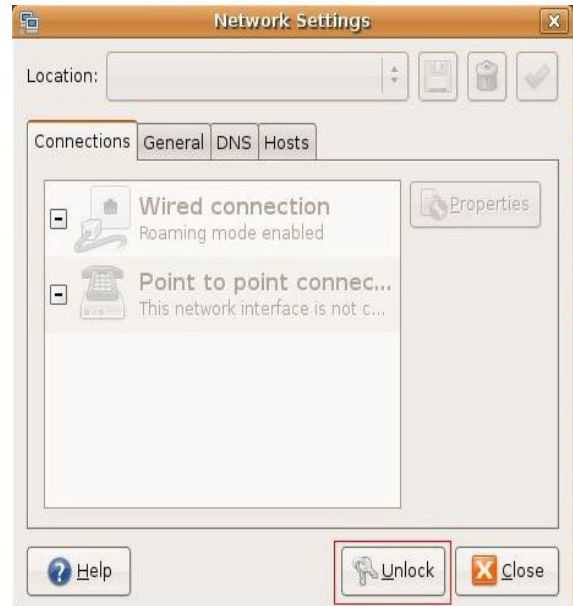 Network Settings
Location:
Connections General DNS Hosts
Wired connection
Roaming mode enabled
Properties
Point to point connec...
This network interface is not c...
Help Unlock Close